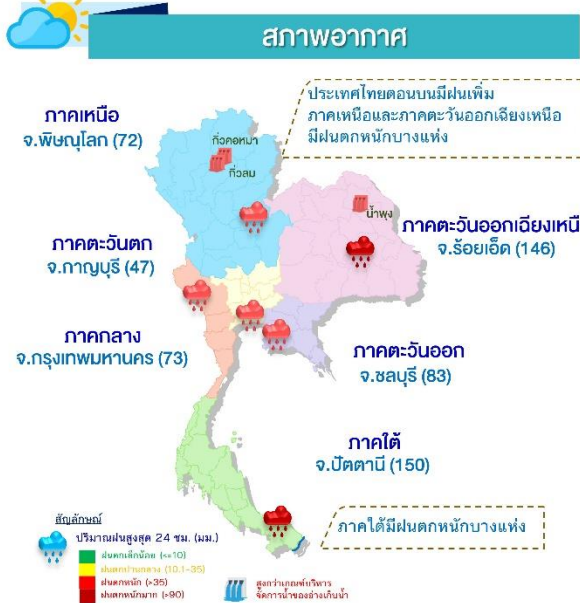 สภาพอากาศ
ประเทศไทยตอนบนมีฝนเพิ่ม
ภาคเหนือและภาคตะวันออกเฉียงเหนือ
มีฝนตกหนักบางแห่ง
ภาคเหนือ
จ.พิษณุโลก (72)
กิ่วคอหมา
กิ่วลม
น้ำพุง
ภาคตะวันออกเฉียงเหนื
จ.ร้อยเอ็ด (146)
ภาคตะวันตก
จ.กาญบุรี (47)
ภาคกลาง
จ.กรุงเทพมหานคร (73)
ภาคตะวันออก
จ.ชลบุรี (83)
ภาคใต้
จ.ปัตตานี (150)
ภาคใต้มีฝนตกหนักบางแห่ง
สัญลักษณ์
ปริมาณฝนสูงสุด 24 ชม. (มม.)
ฝนตกเล็กน้อย (<=10)
ฝนตกปานกลาง (10.1-35)
ฝนตกหนัก (>35)
ฝนตกหนักมาก (>90)
สูงกว่าเกณฑ์บริหาร
จัดการน้ำของอ่างเก็บน้ำ